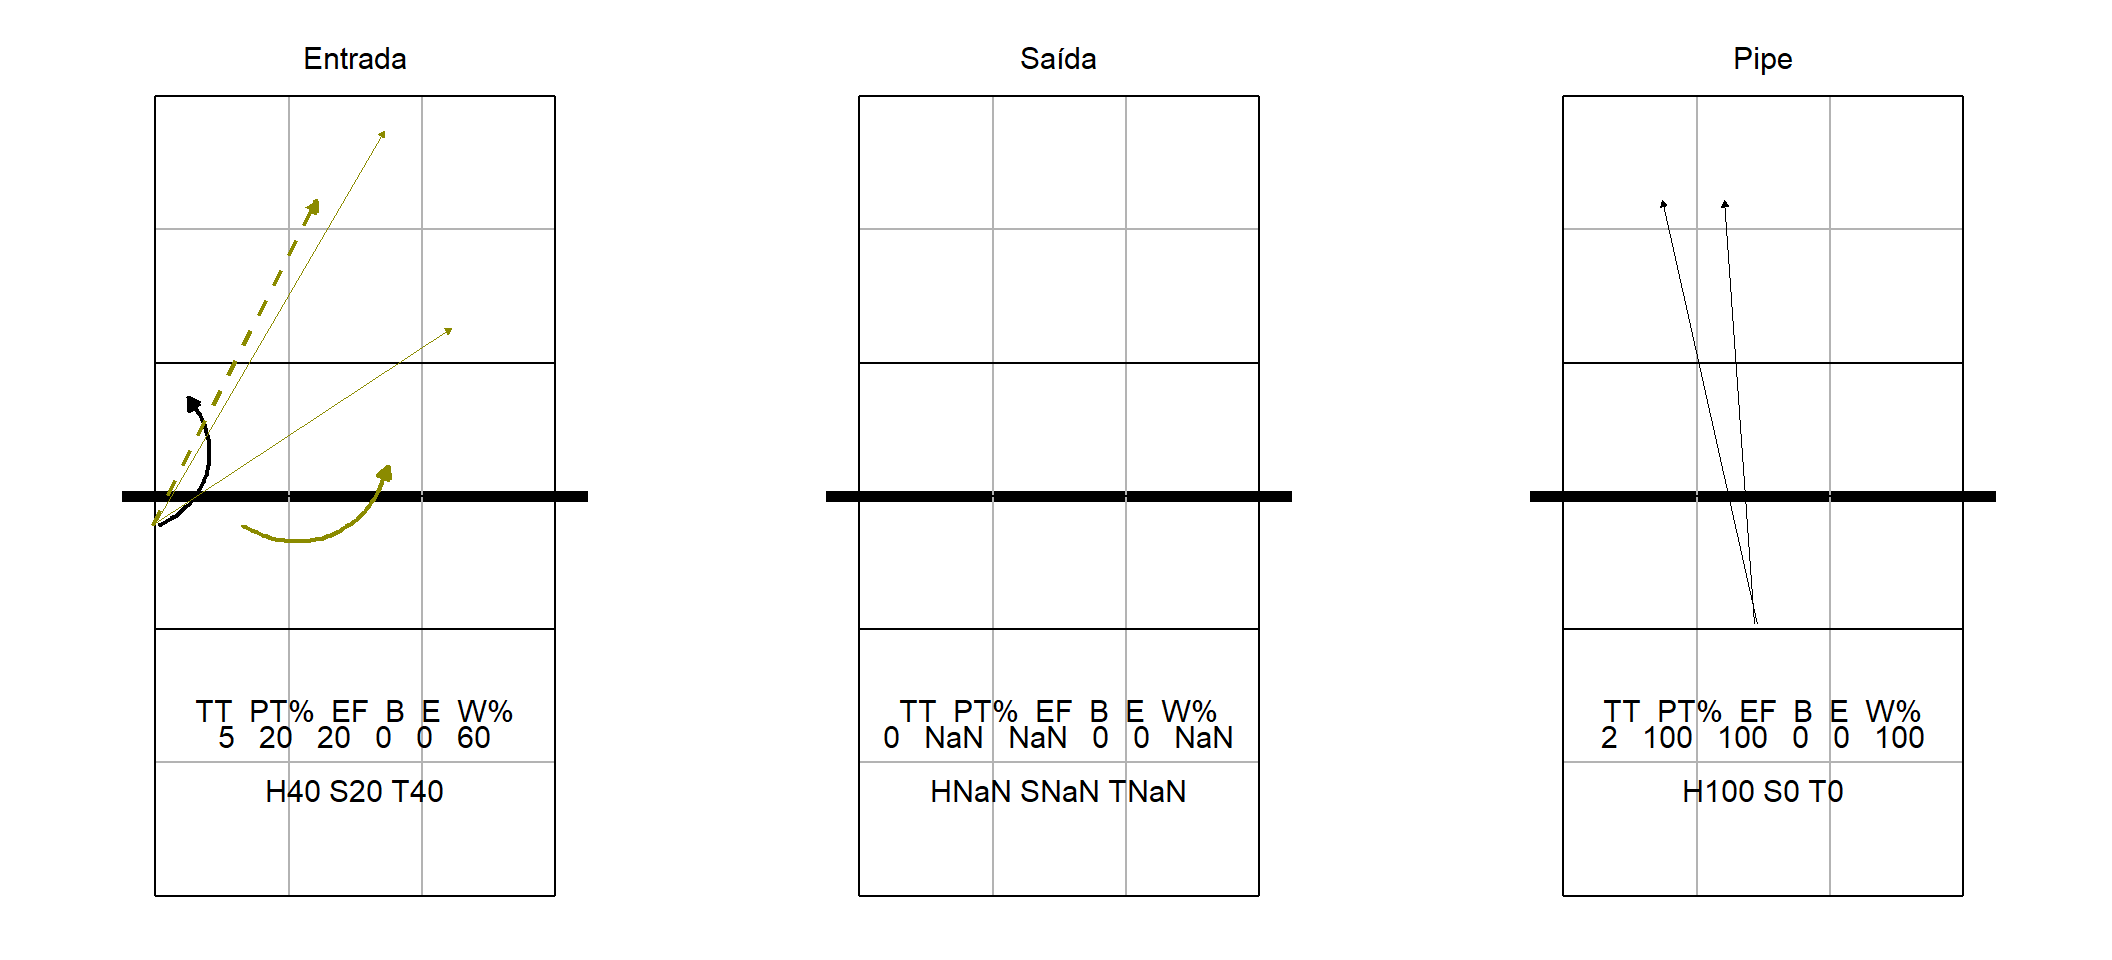 Entrada
TT PT% EF B E W%
5 20 20 0 0 60
H40 S20 T40
Saída
TT PT% EF B E W%
0 NaN NaN 0 0 NaN
HNaN SNaN TNaN
Pipe
TT PT% EF B E W%
2 100 100 0 0 100
H100 S0 T0